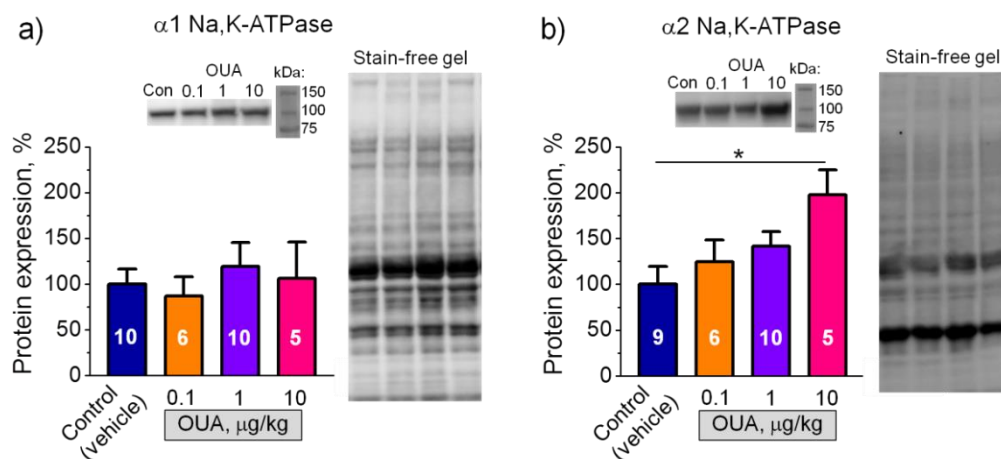 a)
α1 Na,K-ATPase
Stain-free gel
OUA
kDa:
Con 0.1 1 10
150
100
75
Protein expression, %
250
200
150
100
50
0
10
6
10
5
Control
(vehicle)
0.1 1 10
OUA, µg/kg
b)
α2 Na,K-ATPase
Stain-free gel
OUA
kDa:
Con 0.1 1 10
150
100
75
*
Protein expression, %
250
200
150
100
50
0
9
6
10
5
Control
(vehicle)
0.1 1 10
OUA, µg/kg